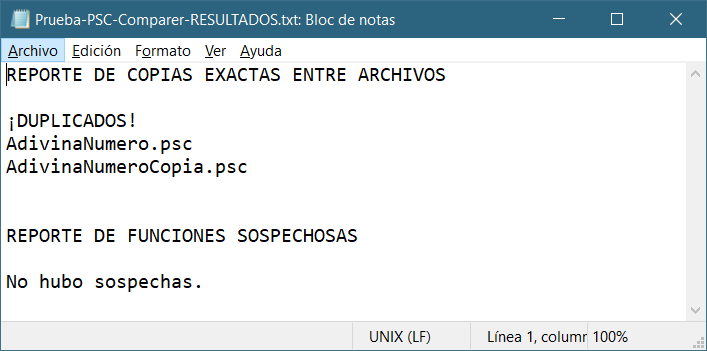 Prueba-PSC-Comparer-RESULTADOS.txt: Bloc de notas
Archivo Edición Formato Ver Ayuda
REPORTE DE COPIAS EXACTAS ENTRE ARCHIVOS
¡DUPLICADOS!
AdivinaNumero.psc
AdivinaNumeroCopia.psc
REPORTE DE FUNCIONES SOSPECHOSAS
No hubo sospechas.
UNIX (LF) Línea 1, columr 100%